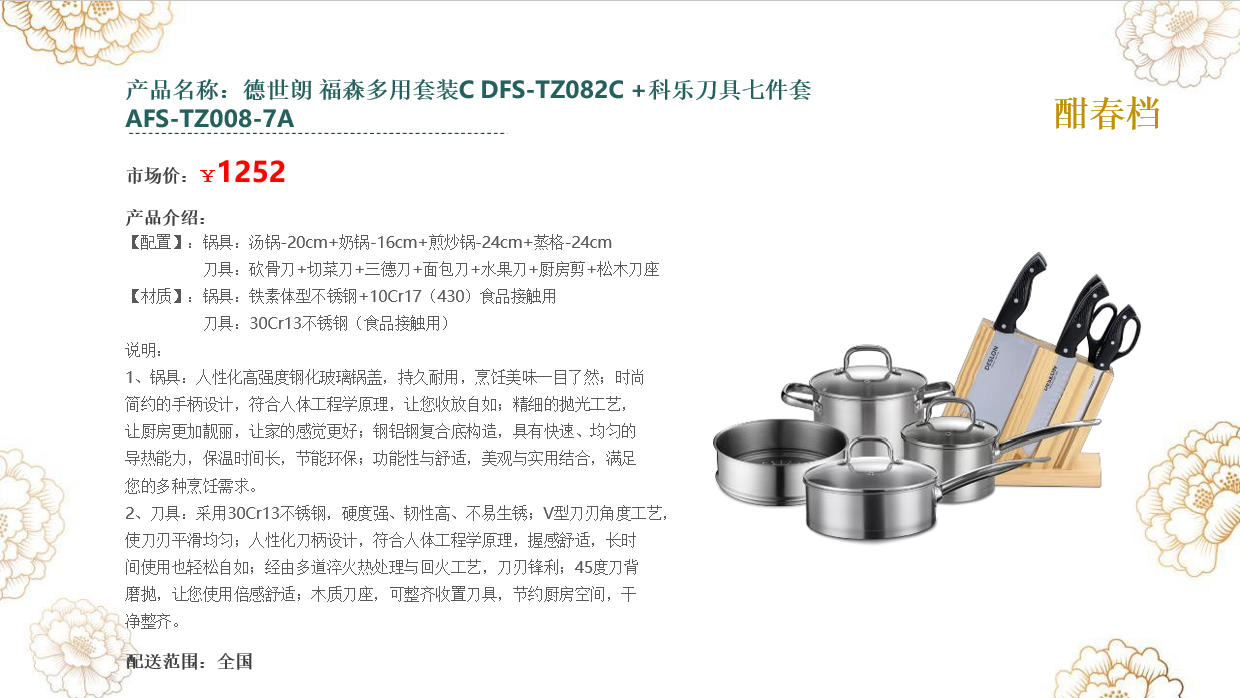 产品名称：德世朗 福森多用套装C DFS-TZ082C +科乐刀具七件套
AFS-TZ008-7A
酣春档
市场价：￥1252
产品介绍：
【配置】：锅具：汤锅-20cm+奶锅-16cm+煎炒锅-24cm+蒸格-24cm
刀具：砍骨刀+切菜刀+三德刀+面包刀+水果刀+厨房剪+松木刀座
【材质】：锅具：铁素体型不锈钢+10Cr17（430）食品接触用
刀具：30Cr13不锈钢（食品接触用）
说明：
1、锅具：人性化高强度钢化玻璃锅盖，持久耐用，烹饪美味一目了然；时尚
简约的手柄设计，符合人体工程学原理，让您收放自如；精细的抛光工艺，
让厨房更加靓丽，让家的感觉更好；钢铝钢复合底构造，具有快速、均匀的
导热能力，保温时间长，节能环保；功能性与舒适，美观与实用结合，满足
您的多种烹饪需求。
2、刀具：采用30Cr13不锈钢，硬度强、韧性高、不易生锈；V型刀刃角度工艺，
使刀刃平滑均匀；人性化刀柄设计，符合人体工程学原理，握感舒适，长时
间使用也轻松自如；经由多道淬火热处理与回火工艺，刀刃锋利；45度刀背
磨抛，让您使用倍感舒适；木质刀座，可整齐收置刀具，节约厨房空间，干
净整齐。
配送范围：全国
DESLON
DESLON